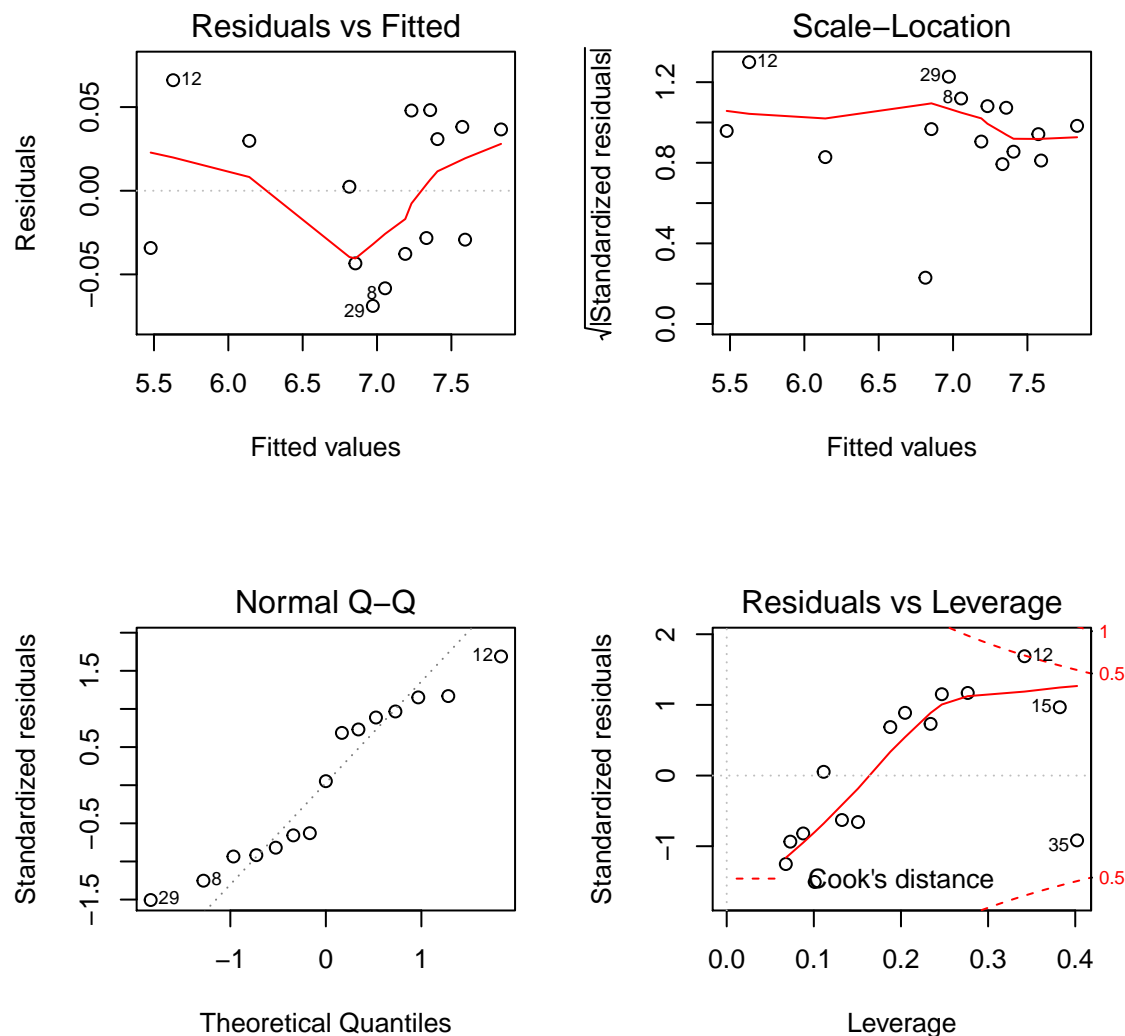 Residuals vs Fitted
Residuals
0.05
0.00
−0.05
12
8
29
5.5 6.0 6.5 7.0 7.5
Fitted values
Scale−Location
√|Standardized residuals|
1.2
0.8
0.4
0.0
12
29
8
5.5 6.0 6.5 7.0 7.5
Fitted values
Normal Q−Q
Standardized residuals
1.5
0.5
−0.5
−1.5
12
8
29
−1 0 1
Theoretical Quantiles
Residuals vs Leverage
Standardized residuals
2
1
0
−1
1
0.5
0.5
12
15
35
Cook's distance
0.0 0.1 0.2 0.3 0.4
Leverage